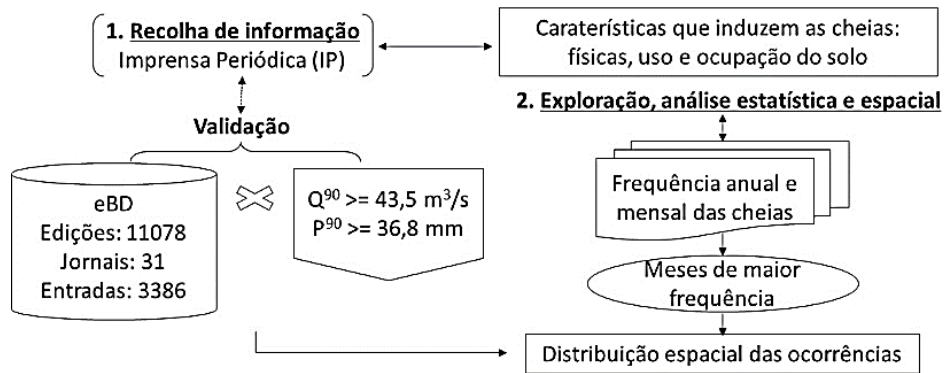 1. Recolha de informação
Imprensa Periódica (IP)
Caraterísticas que induzem as cheias:
físicas, uso e ocupação do solo
Validação
eBD
Edições: 11078
Jornais: 31
Entradas: 3386
Q⁹⁰ >= 43,5 m³/s
P⁹⁰ >= 36,8 mm
2. Exploração, análise estatística e espacial
Frequência anual e
mensal das cheias
Meses de maior
frequência
Distribuição espacial das ocorrências